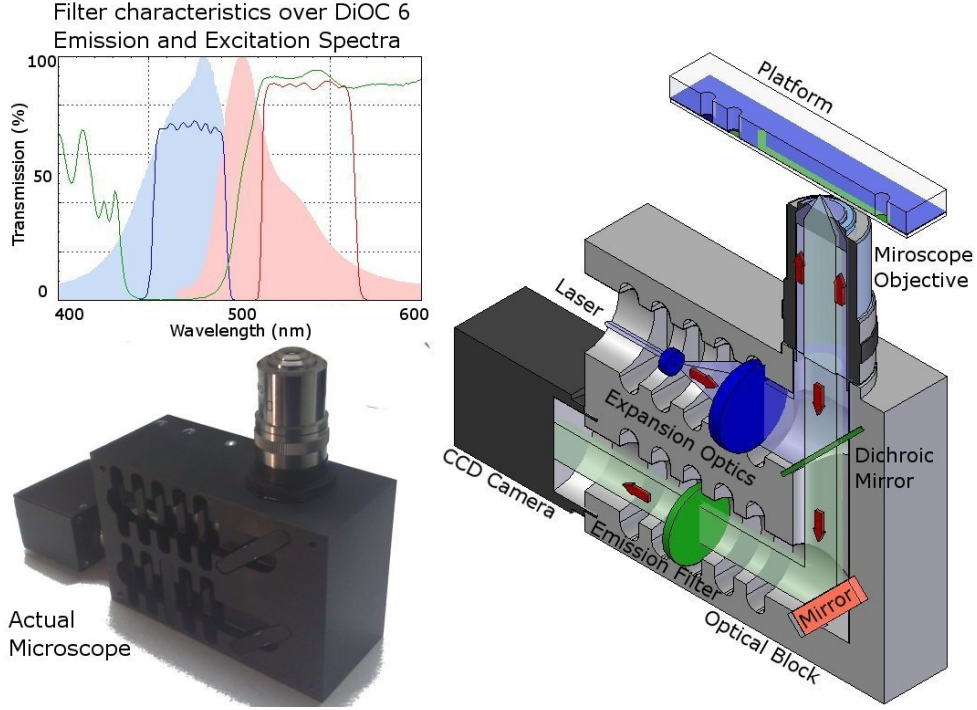 Filter characteristics over DiOC 6
Emission and Excitation Spectra
100
50
0
Transmission (%)
400
500
600
Wavelength (nm)
Actual
Microscope
Platform
Miroscope
Objective
Laser
Expansion Optics
Dichroic
Mirror
CCD Camera
Emission Filter
Mirror
Optical Block